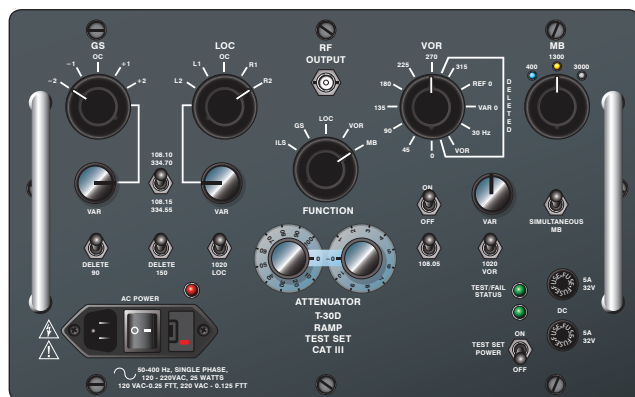 GS
OC
-1
+1
-2
+2
VAR
LOC
OC
L1
R1
L2
R2
VAR
108.10
334.70
108.15
334.55
DELETE
90
DELETE
150
1020
LOC
RF
OUTPUT
LOC
GS
VOR
ILS
MB
FUNCTION
ATTENUATOR
T-30D
RAMP
TEST SET
CAT III
VOR
270
225
315
180
REF 0
135
VAR 0
90
30 Hz
45
0
VOR
DELETED
ON
OFF
VAR
108.05
1020
VOR
MB
1300
400
3000
SIMULTANEOUS
MB
TEST/FAIL
STATUS
5A
32V
DC
5A
32V
TEST SET
POWER
ON
OFF
FUSE
FUSE
AC POWER
50-400 Hz, SINGLE PHASE,
120 - 220VAC, 25 WATTS
120 VAC-0.25 FTT, 220 VAC - 0.125 FTT